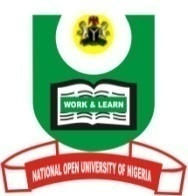 WORK & LEARN
NATIONAL OPEN UNIVERSITY OF NIGERIA